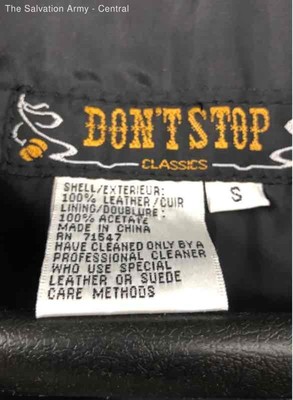 The Salvation Army - Central
DON'T STOP
CLASSICS
S
SHELL/EXTERIEUR:
100% LEATHER/CUIR
LINING/DOUBLURE:
100% ACETATE
MADE IN CHINA
RN 71547
HAVE CLEANED ONLY BY A
PROFESSIONAL CLEANER
WHO USE SPECIAL
LEATHER OR SUEDE
CARE METHODS